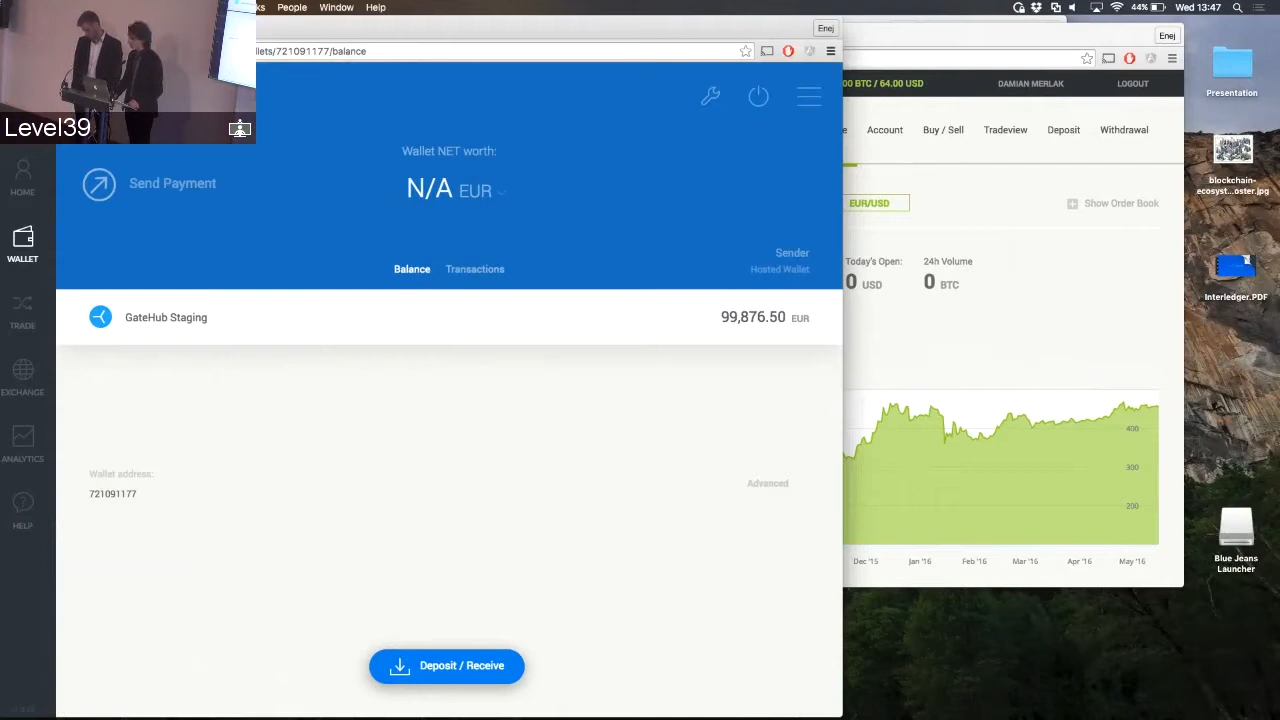 ks People Window Help
44% Wed 13:47
Enej
lets/721091177/balance
Enej
00 BTC / 64.00 USD DAMIAN MERLAK LOGOUT
Level39
HOME
WALLET
TRADE
EXCHANGE
ANALYTICS
HELP
Send Payment
Wallet NET worth:
N/A EUR
Balance Transactions
Sender
Hosted Wallet
GateHub Staging 99,876.50 EUR
Wallet address:
721091177
Advanced
Deposit / Receive
e Account Buy / Sell Tradeview Deposit Withdrawal
EUR/USD
Show Order Book
Today's Open: 24h Volume
0 USD 0 BTC
400
300
200
Dec '15 Jan '16 Feb '16 Mar '16 Apr '16 May '16
Presentation
blockchain-
ecosyst...oster.jpg
Interledger.PDF
Blue Jeans
Launcher